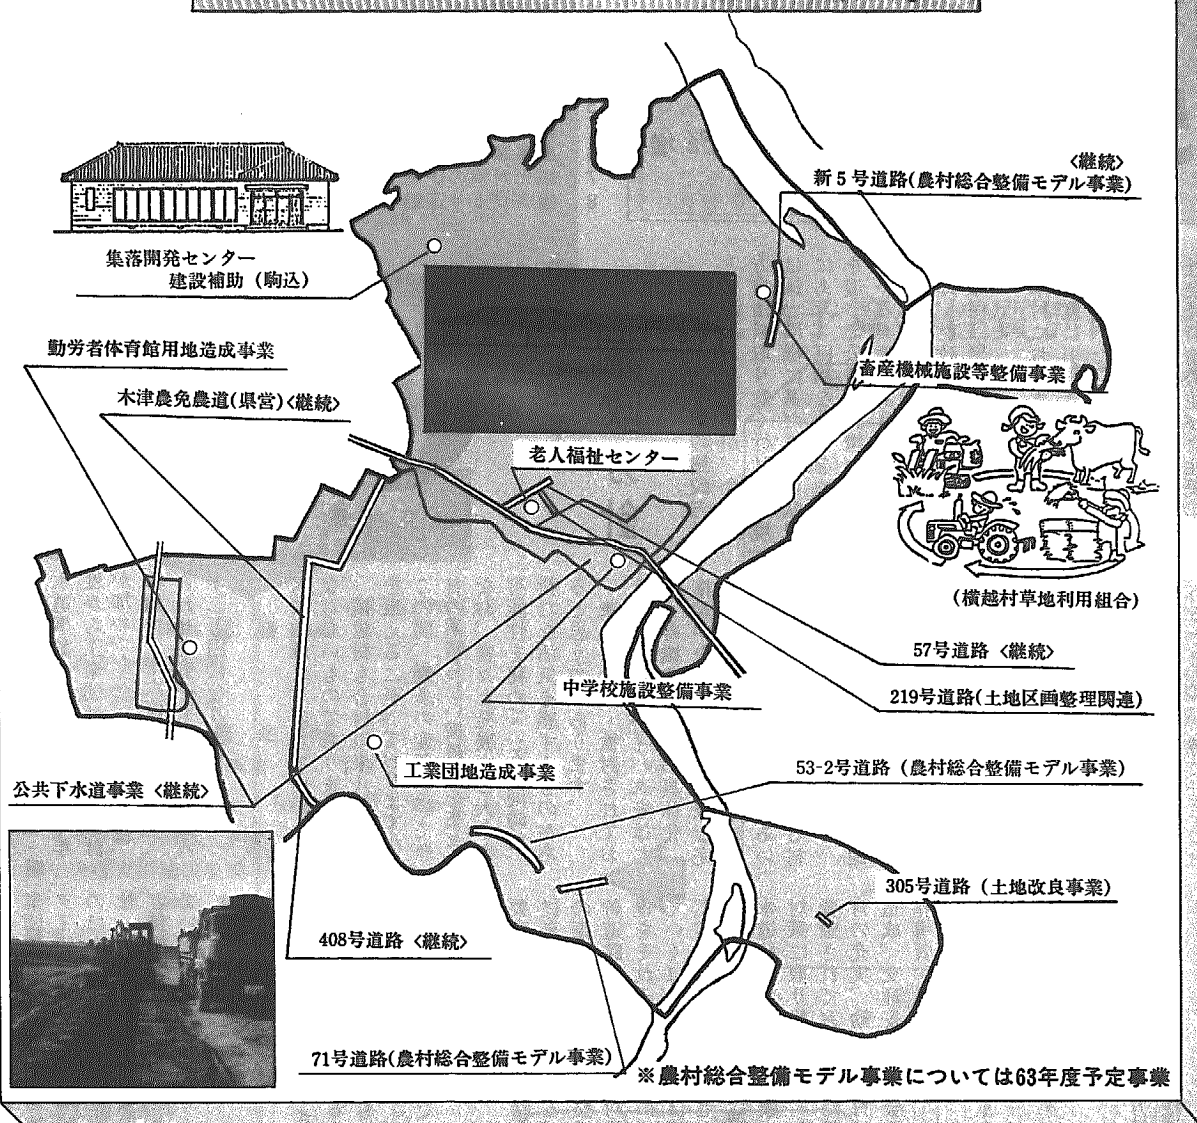 <継続>
新5号道路(農村総合整備モデル事業)
集落開発センター
建設補助(駒込)
勤労者体育館用地造成事業
畜産機械施設等整備事業
木津農免農道(県営)<継続>
老人福祉センター
(横越村草地利用組合)
57号道路 <継続>
中学校施設整備事業
219号道路(土地区画整理関連)
工業団地造成事業
53-2号道路(農村総合整備モデル事業)
公共下水道事業 <継続>
305号道路(土地改良事業)
408号道路 <継続>
71号道路(農村総合整備モデル事業)
※農村総合整備モデル事業については63年度予定事業